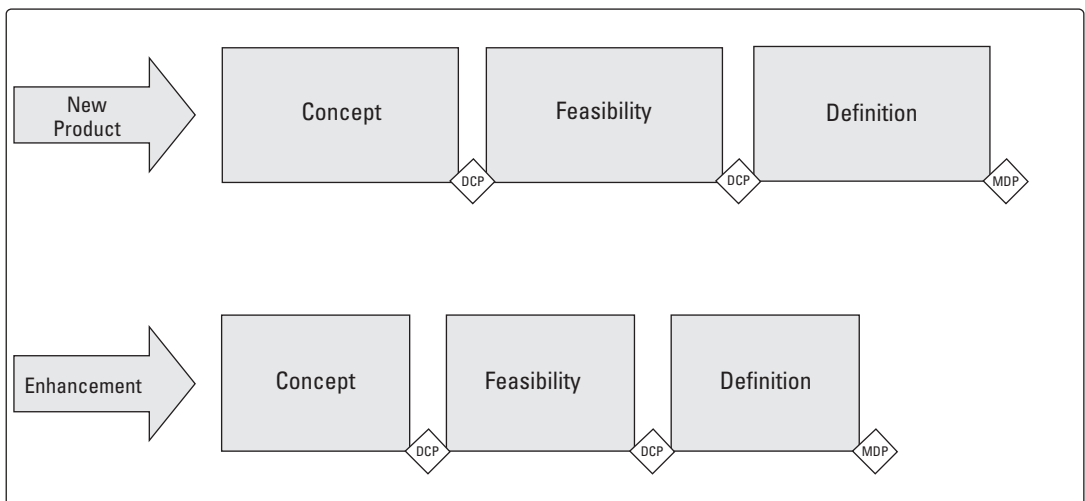 New
Product
Concept
Feasibility
Definition
DCP
DCP
MDP
Enhancement
Concept
Feasibility
Definition
DCP
DCP
MDP